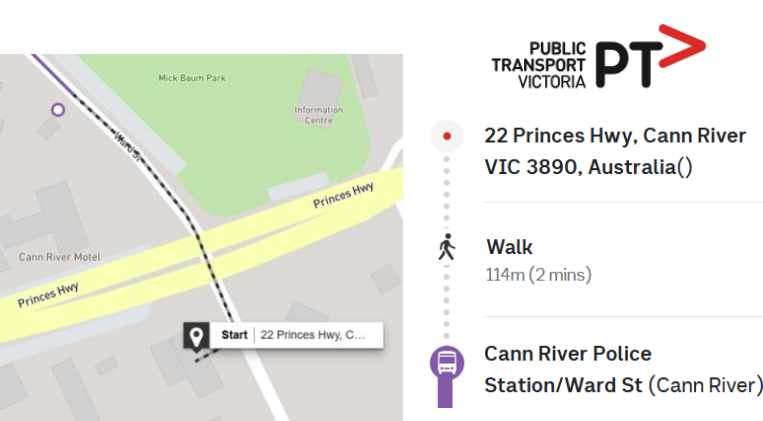 Mick Baum Park
Information
Centre
Ward St
Princes Hwy
Cann River Motel
Princes Hwy
Start | 22 Princes Hwy, C...
PUBLIC
TRANSPORT
VICTORIA
PT
22 Princes Hwy, Cann River
VIC 3890, Australia()
Walk
114m (2 mins)
Cann River Police
Station/Ward St (Cann River)